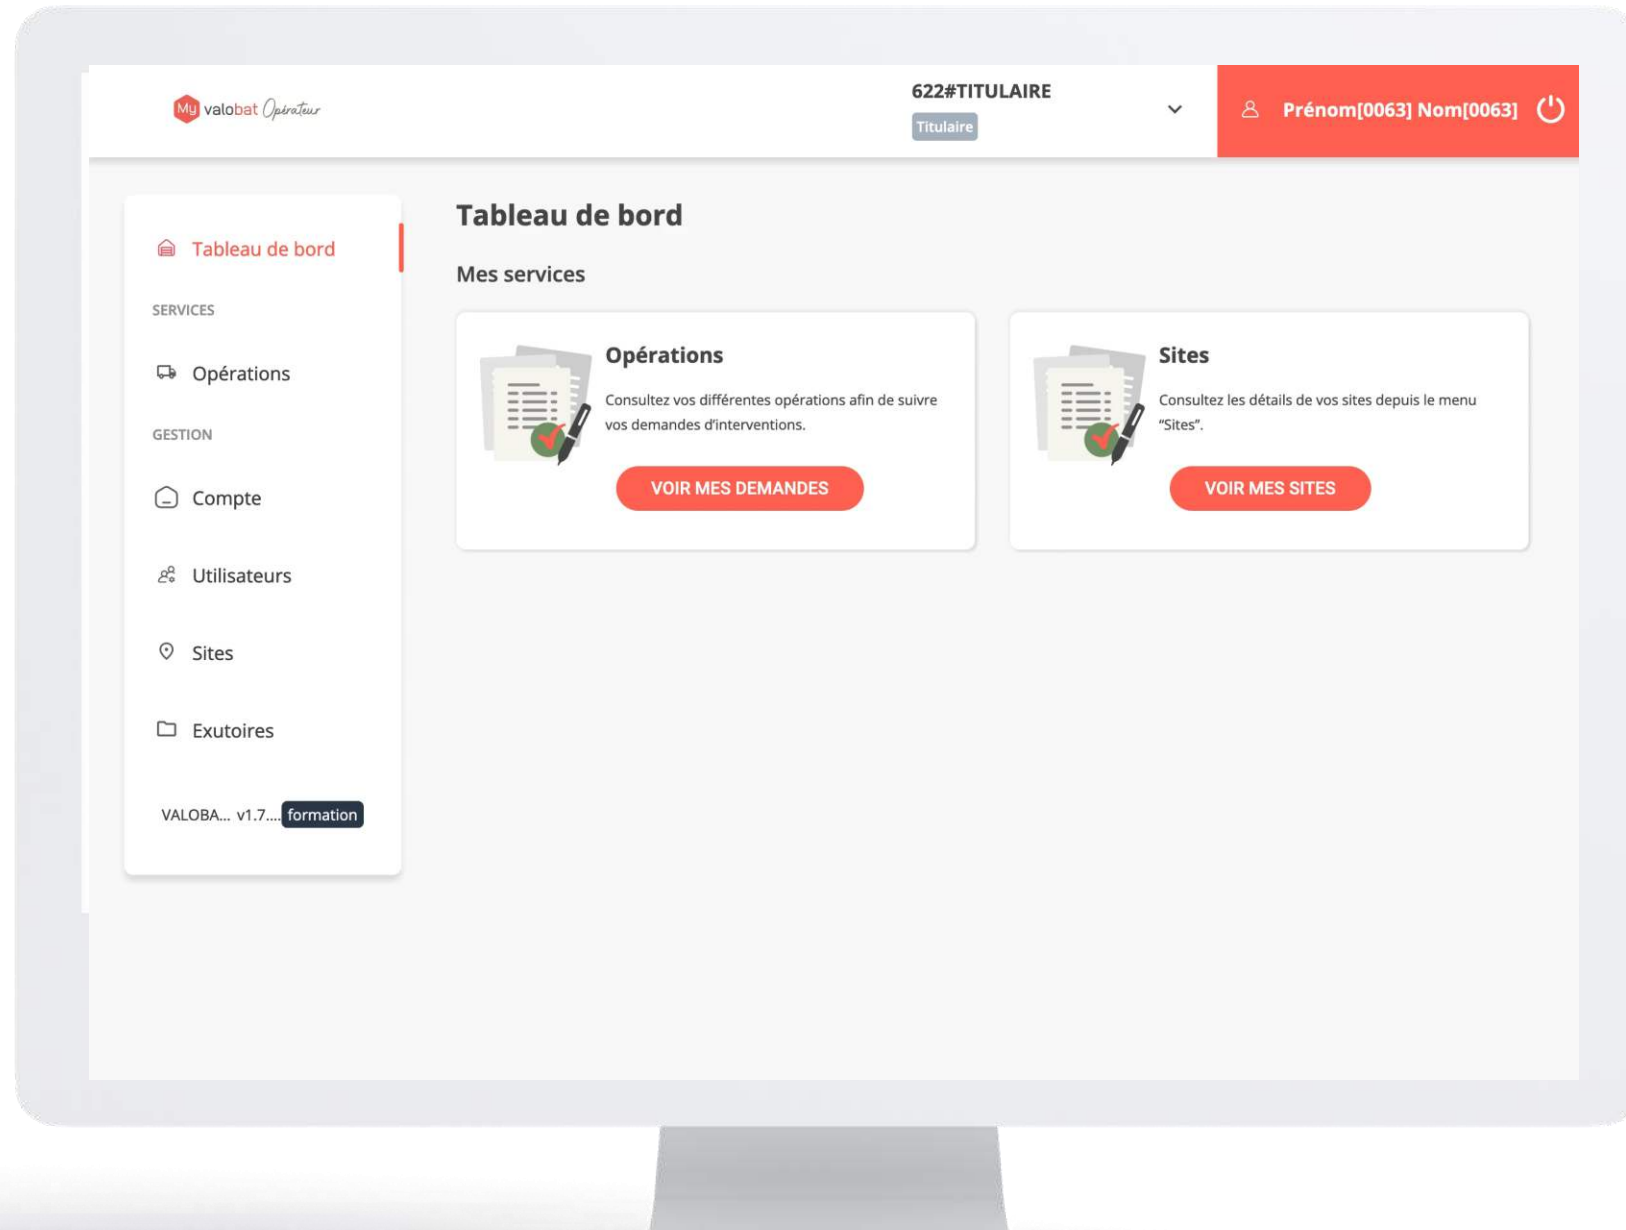 My valobat Opérateur
622#TITULAIRE
Titulaire
Prénom[0063] Nom[0063]
Tableau de bord
SERVICES
Opérations
GESTION
Compte
Utilisateurs
Sites
Exutoires
VALOBA... v1.7.... formation
Tableau de bord
Mes services
Opérations
Consultez vos différentes opérations afin de suivre
vos demandes d’interventions.
VOIR MES DEMANDES
Sites
Consultez les détails de vos sites depuis le menu
“Sites”.
VOIR MES SITES